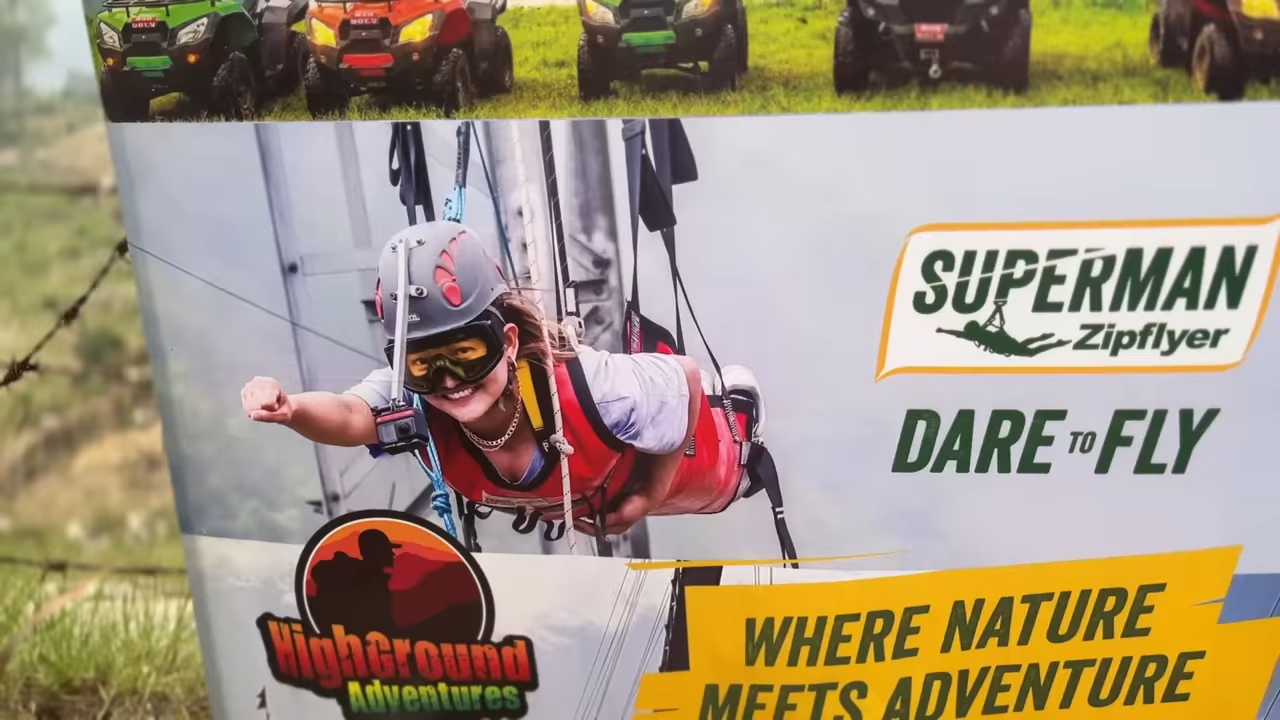 SUPERMAN
Zipflyer
DARE TO FLY
HighGround
Adventures
WHERE NATURE
MEETS ADVENTURE